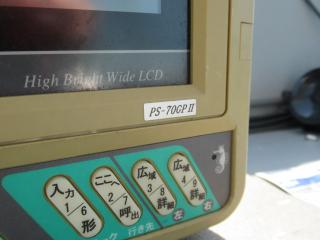 High Bright Wide LCD
PS-70GPⅡ
入力
1/6
形
ここへ
2/7
呼出
広域
3/8
詳細
左
広域
4/9
詳細
右
ク
行き先